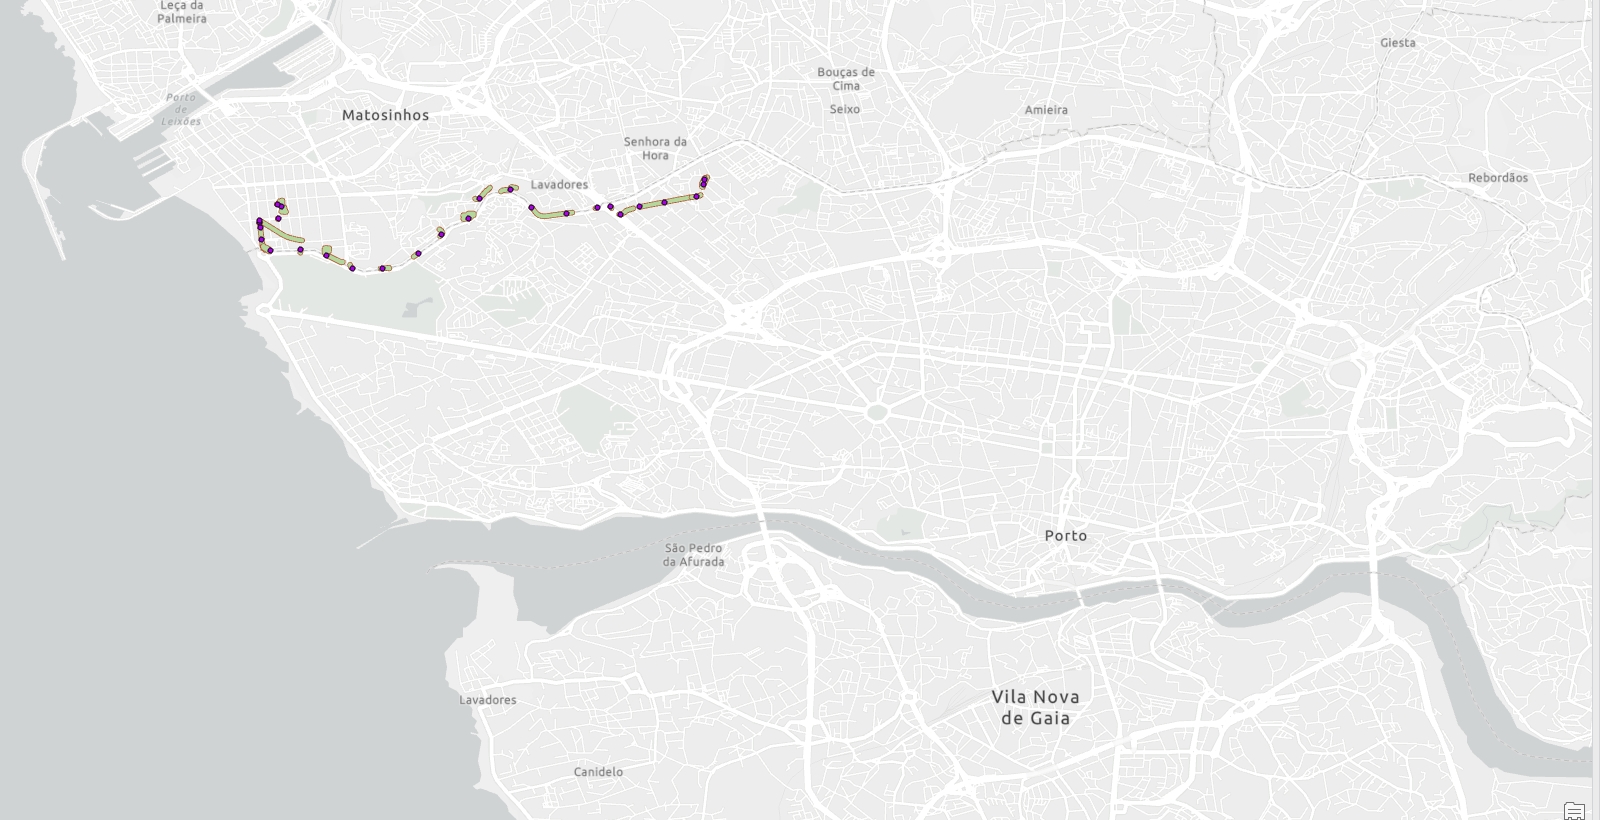 Leça da
Palmeira
Giesta
Bouças de
Cima
Porto
de
Leixões
Matosinhos
Seixo
Amieira
Senhora da
Hora
Lavadores
Rebordãos
Porto
São Pedro
da Afurada
Lavadores
Vila Nova
de Gaia
Canidelo